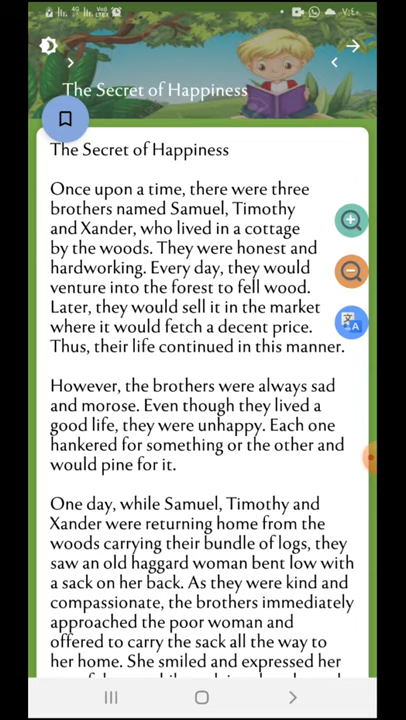 4G
Vo))
LTE2
٧:٤٠
The Secret of Happiness
The Secret of Happiness
Once upon a time, there were three
brothers named Samuel, Timothy
and Xander, who lived in a cottage
by the woods. They were honest and
hardworking. Every day, they would
venture into the forest to fell wood.
Later, they would sell it in the market
where it would fetch a decent price.
Thus, their life continued in this manner.
However, the brothers were always sad
and morose. Even though they lived a
good life, they were unhappy. Each one
hankered for something or the other and
would pine for it.
One day, while Samuel, Timothy and
Xander were returning home from the
woods carrying their bundle of logs, they
saw an old haggard woman bent low with
a sack on her back. As they were kind and
compassionate, the brothers immediately
approached the poor woman and
offered to carry the sack all the way to
her home. She smiled and expressed her